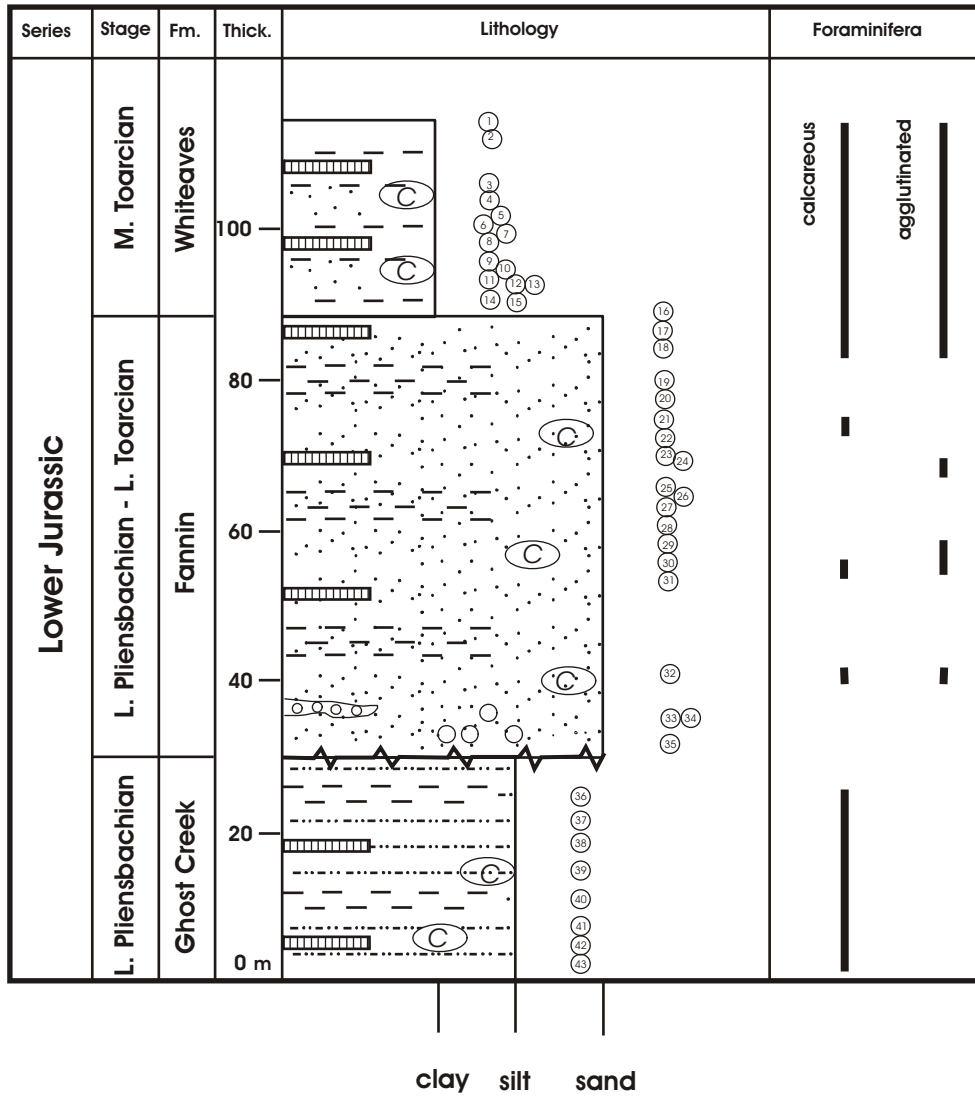 Series Stage Fm. Thick. Lithology Foraminifera
Lower Jurassic
M. Toarcian
L. Pliensbachian - L. Toarcian
L. Pliensbachian
Whiteaves
Fannin
Ghost Creek
100
80
60
40
20
0 m
C
C
C
C
C
C
C
1
2
3
4
5
6
7
8
9
10
11
12
13
14
15
16
17
18
19
20
21
22
23
24
25
26
27
28
29
30
31
32
33
34
35
36
37
38
39
40
41
42
43
calcareous
agglutinated
clay silt sand